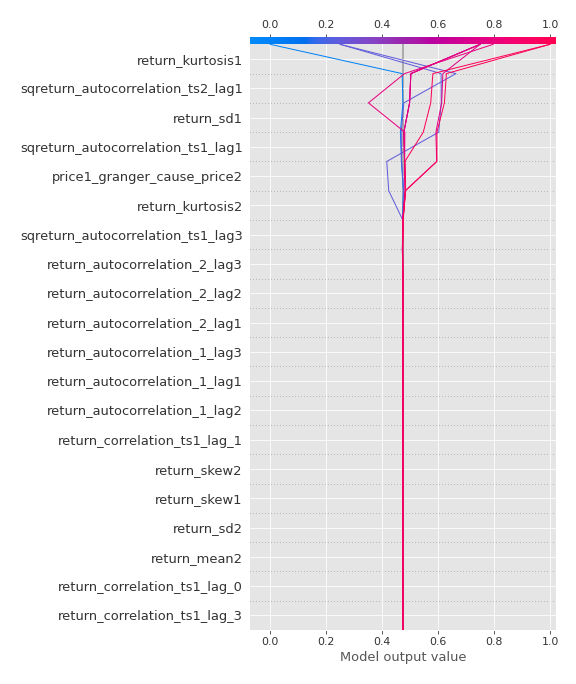 0.0 0.2 0.4 0.6 0.8 1.0
return_kurtosis1
sqreturn_autocorrelation_ts2_lag1
return_sd1
sqreturn_autocorrelation_ts1_lag1
price1_granger_cause_price2
return_kurtosis2
sqreturn_autocorrelation_ts1_lag3
return_autocorrelation_2_lag3
return_autocorrelation_2_lag2
return_autocorrelation_2_lag1
return_autocorrelation_1_lag3
return_autocorrelation_1_lag1
return_autocorrelation_1_lag2
return_correlation_ts1_lag_1
return_skew2
return_skew1
return_sd2
return_mean2
return_correlation_ts1_lag_0
return_correlation_ts1_lag_3
0.0 0.2 0.4 0.6 0.8 1.0
Model output value